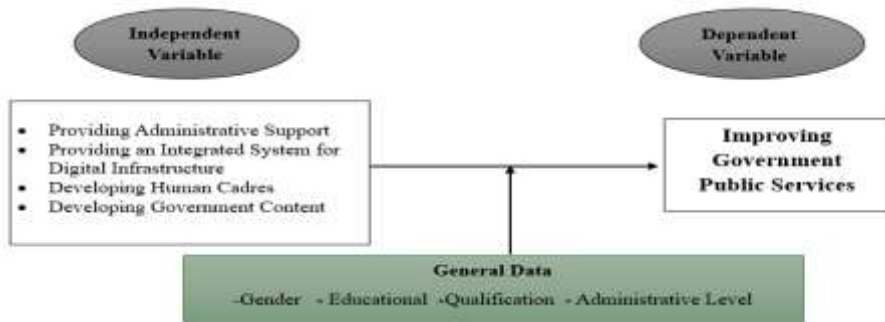 Independent
Variable
Dependent
Variable
• Providing Administrative Support
• Providing an Integrated System for
Digital Infrastructure
• Developing Human Cadres
• Developing Government Content
Improving
Government
Public Services
General Data
-Gender - Educational -Qualification - Administrative Level